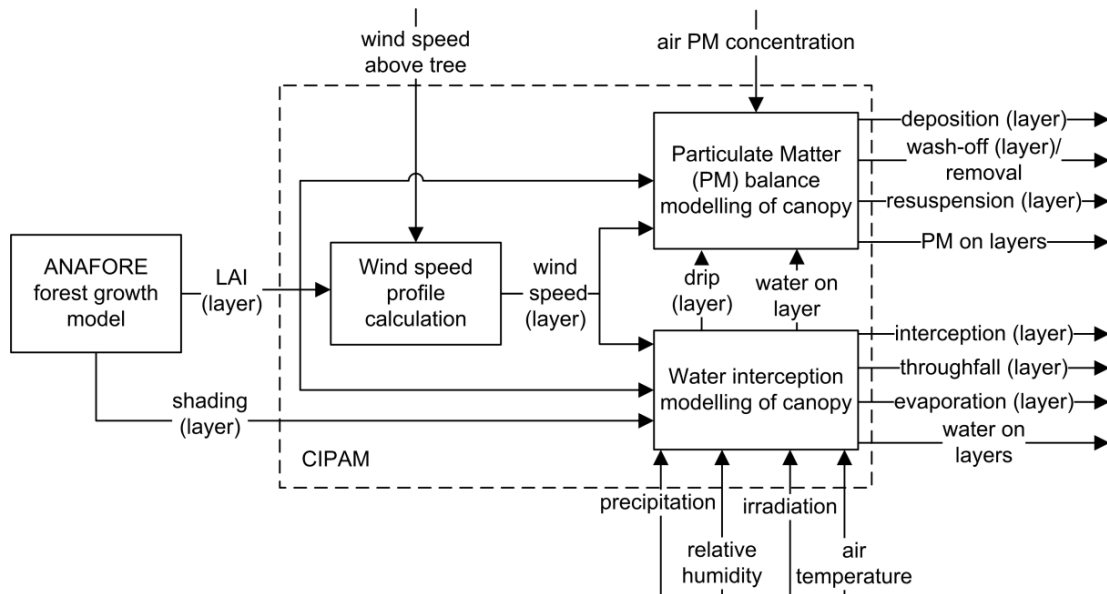 wind speed
above tree
air PM concentration
deposition (layer)
wash-off (layer)/
removal
resuspension (layer)
PM on layers
Particulate Matter
(PM) balance
modelling of canopy
ANAFORE
forest growth
model
LAI
(layer)
Wind speed
profile
calculation
wind
speed
(layer)
drip
(layer)
water on
layer
interception (layer)
throughfall (layer)
evaporation (layer)
water on
layers
Water interception
modelling of canopy
shading
(layer)
CIPAM
precipitation
irradiation
relative
humidity
air
temperature